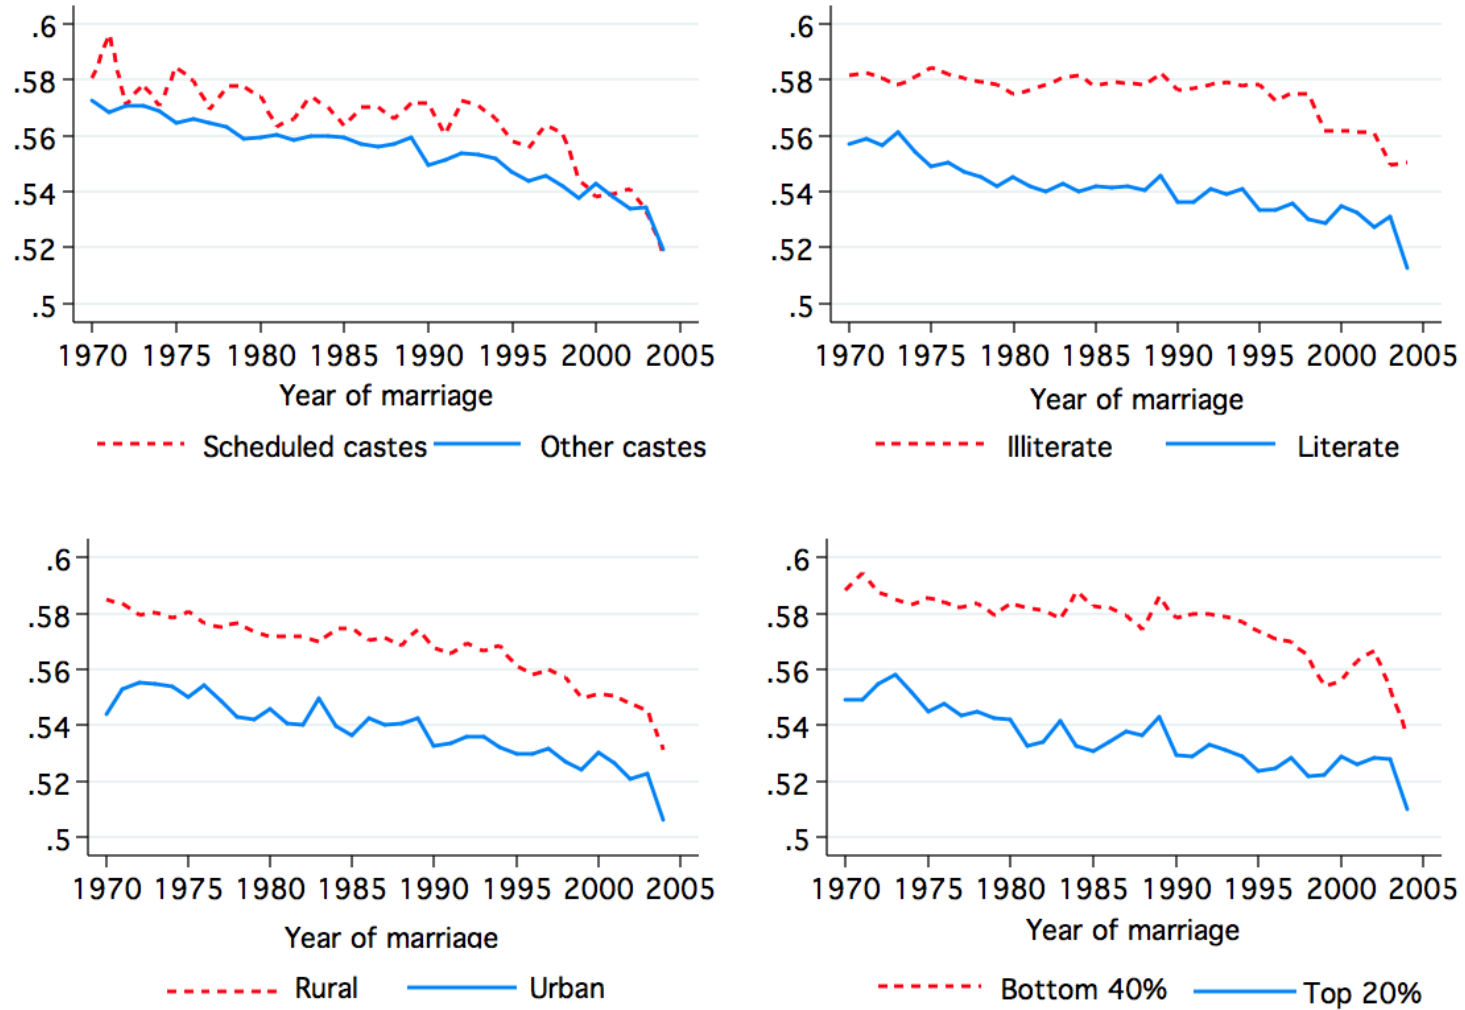 .6
.58
.56
.54
.52
.5
1970 1975 1980 1985 1990 1995 2000 2005
Year of marriage
Scheduled castes Other castes
.6
.58
.56
.54
.52
.5
1970 1975 1980 1985 1990 1995 2000 2005
Year of marriage
Illiterate Literate
.6
.58
.56
.54
.52
.5
1970 1975 1980 1985 1990 1995 2000 2005
Year of marriage
Rural Urban
.6
.58
.56
.54
.52
.5
1970 1975 1980 1985 1990 1995 2000 2005
Year of marriage
Bottom 40% Top 20%